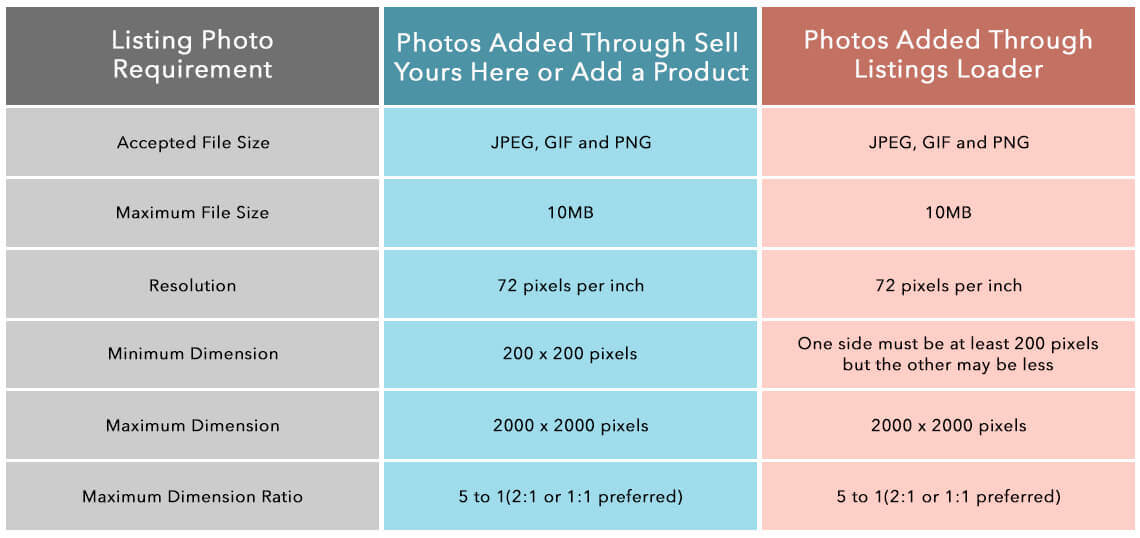 Listing Photo
Requirement
Photos Added Through Sell
Yours Here or Add a Product
Photos Added Through
Listings Loader
Accepted File Size
JPEG, GIF and PNG
JPEG, GIF and PNG
Maximum File Size
10MB
10MB
Resolution
72 pixels per inch
72 pixels per inch
Minimum Dimension
200 x 200 pixels
One side must be at least 200 pixels
but the other may be less
Maximum Dimension
2000 x 2000 pixels
2000 x 2000 pixels
Maximum Dimension Ratio
5 to 1(2:1 or 1:1 preferred)
5 to 1(2:1 or 1:1 preferred)